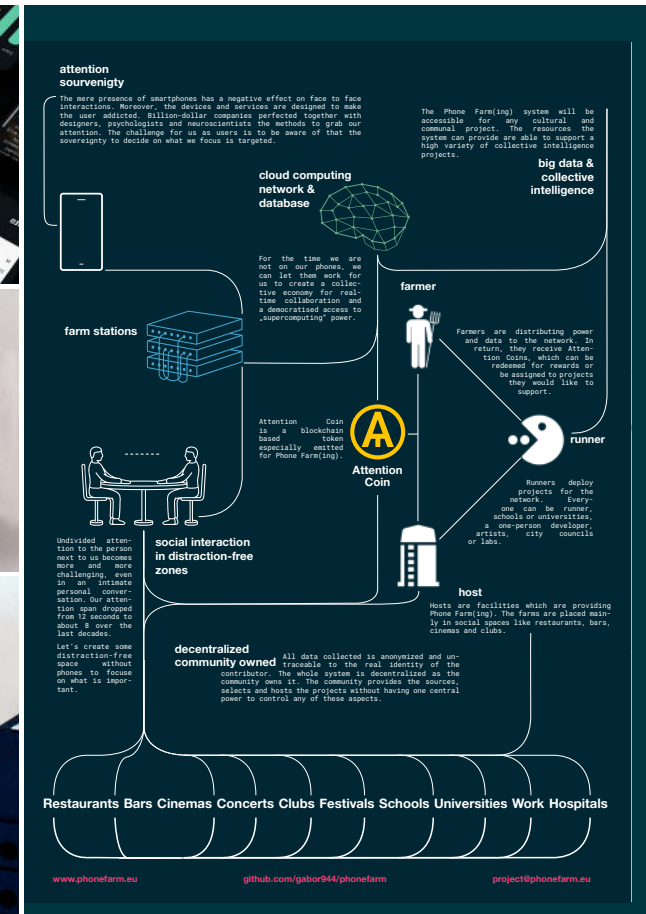 attention
sourvenigty
The mere presence of smartphones has a negative effect on face to face
interactions. Moreover, the devices and services are designed to make
the user addicted. Billion-dollar companies perfected together with
designers, psychologists and neuroscientists the methods to grab our
attention. The challenge for us as users is to be aware of that the
sovereignty to decide on what we focus is targeted.
The Phone Farm(ing) system will be
accessible for any cultural and
communal project. The resources the
system can provide are able to support a
high variety of collective intelligence
projects.
big data &
collective
intelligence
cloud computing
network &
database
For the time we are
not on our phones, we
can let them work for
us to create a collec-
tive economy for real-
time collaboration and
a democratised access to
„supercomputing" power.
farmer
farm stations
Farmers are distributing power
and data to the network. In
return, they receive Atten-
tion Coins, which can be
redeemed for rewards or
be assigned to projects
they would like to
support.
Attention Coin
is a blockchain
based token
especially emitted
for Phone Farm(ing).
A
Attention
Coin
runner
Runners deploy
projects for the
network. Every-
one can be runner,
schools or universities,
a one-person developer,
artists, city councils
or labs.
social interaction
in distraction-free
zones
Undivided atten-
tion to the person
next to us becomes
more and more
challenging, even
in an intimate
personal conver-
sation. Our atten-
tion span dropped
from 12 seconds to
about 8 over the
last decades.
Let's create some
distraction-free
space without
phones to focus
on what is impor-
tant.
host
Hosts are facilities which are providing
Phone Farm(ing). The farms are placed main-
ly in social spaces like restaurants, bars,
cinemas and clubs.
decentralized
community owned
All data collected is anonymized and un-
traceable to the real identity of the
contributor. The whole system is decentralized as the
community owns it. The community provides the sources,
selects and hosts the projects without having one central
power to control any of these aspects.
Restaurants Bars Cinemas Concerts Clubs Festivals Schools Universities Work Hospitals
www.phonefarm.eu github.com/gabor944/phonefarm project@phonefarm.eu